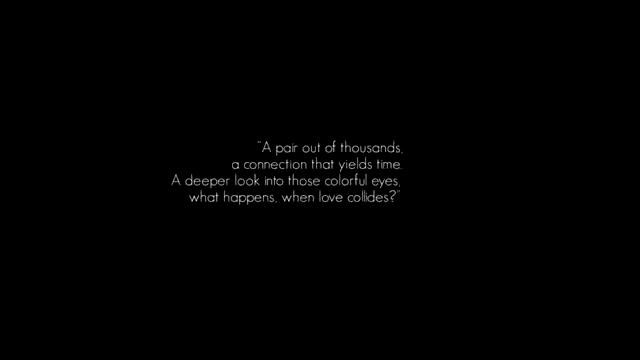 "A pair out of thousands,
a connection that yields time.
A deeper look into those colorful eyes,
what happens, when love collides?"